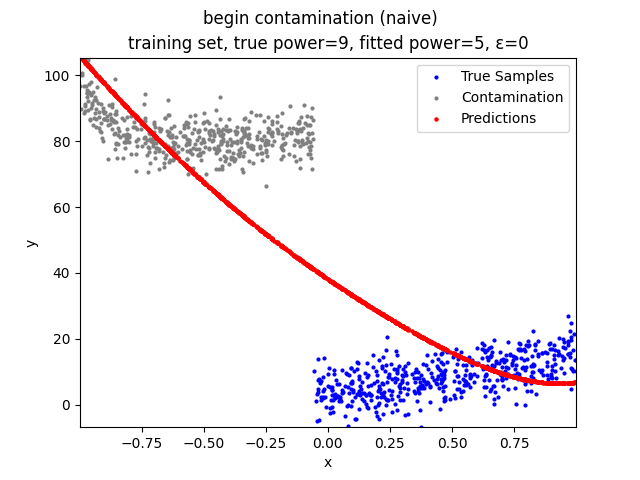 begin contamination (naive)
training set, true power=9, fitted power=5, ε=0
True Samples
Contamination
Predictions
100
80
60
40
20
0
y
−0.75 −0.50 −0.25 0.00 0.25 0.50 0.75
x